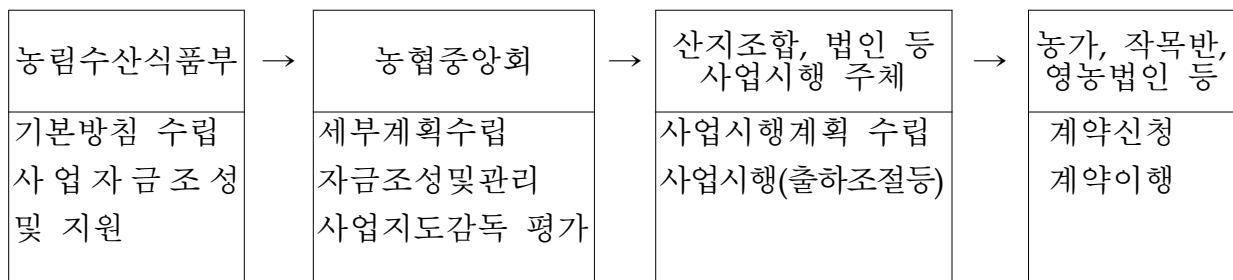 농림수산식품부
→
농협중앙회
→
산지조합, 법인 등
사업시행 주체
→
농가, 작목반,
영농법인 등
기본방침 수립
사업자금조성
및 지원
세부계획수립
자금조성및관리
사업지도감독 평가
사업시행계획 수립
사업시행(출하조절등)
계약신청
계약이행